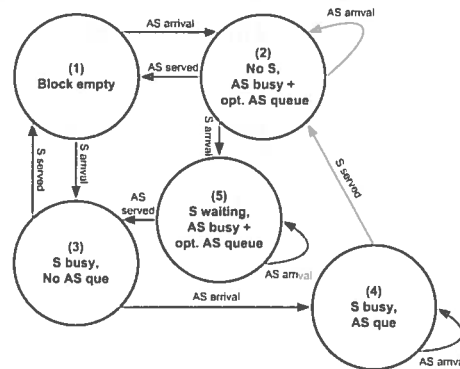 AS arrival
AS arrival
(1)
Block empty
AS served
(2)
No S,
AS busy +
opt. AS queue
S served
S arrival
S arrival
S served
AS
served
(5)
S waiting,
AS busy +
opt. AS queue
(3)
S busy,
No AS que
AS arrival
AS arrival
(4)
S busy,
AS que
AS arrival